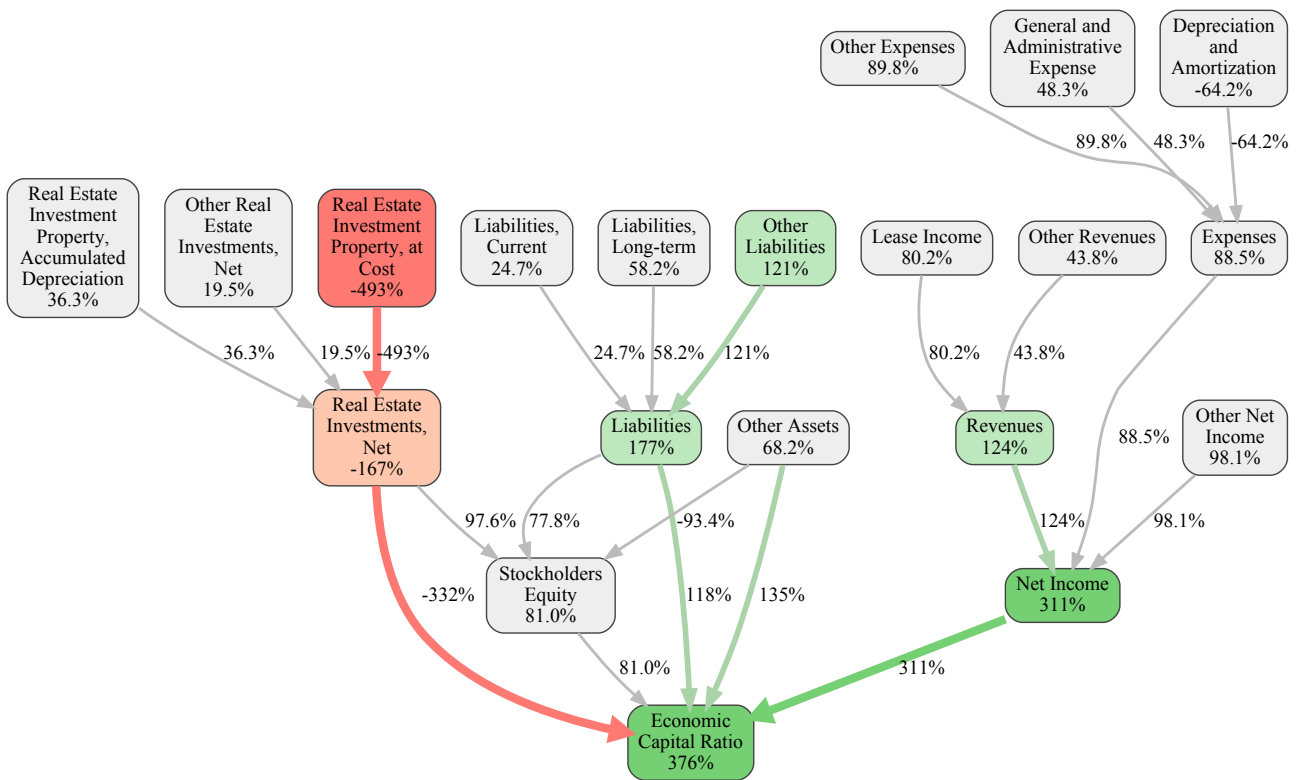 Other Expenses
89.8%
General and
Administrative
Expense
48.3%
Depreciation
and
Amortization
-64.2%
89.8%
48.3%
-64.2%
Real Estate
Investment
Property,
Accumulated
Depreciation
36.3%
Other Real
Estate
Investments,
Net
19.5%
Real Estate
Investment
Property, at
Cost
-493%
Liabilities,
Current
24.7%
Liabilities,
Long-term
58.2%
Other
Liabilities
121%
Lease Income
80.2%
Other Revenues
43.8%
Expenses
88.5%
36.3%
19.5%
-493%
24.7%
58.2%
121%
80.2%
43.8%
Real Estate
Investments,
Net
-167%
Liabilities
177%
Other Assets
68.2%
Revenues
124%
88.5%
Other Net
Income
98.1%
97.6%
77.8%
-93.4%
124%
98.1%
Stockholders
Equity
81.0%
-332%
118%
135%
Net Income
311%
81.0%
311%
Economic
Capital Ratio
376%